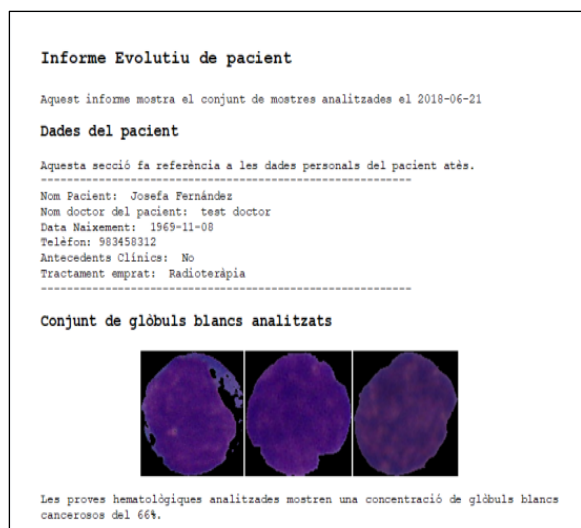 Informe Evolutiu de pacient
Aquest informe mostra el conjunt de mostres analitzades el 2018-06-21
Dades del pacient
Aquesta secció fa referència a les dades personals del pacient atès.
----------------------------------------------------------
Nom Pacient:  Josefa Fernández
Nom doctor del pacient:  test doctor
Data Naixement:  1969-11-08
Telèfon: 983458312
Antecedents Clínics:  No
Tractament emprat:  Radioteràpia
----------------------------------------------------------
Conjunt de glòbuls blancs analitzats
Les proves hematològiques analitzades mostren una concentració de glòbuls blancs
cancerosos del 66%.